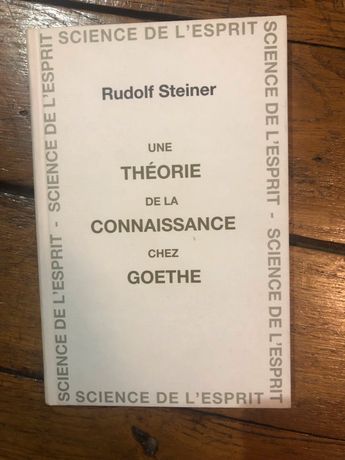 SCIENCE DE L'ESPRIT
Rudolf Steiner
UNE
THÉORIE
DE LA
CONNAISSANCE
CHEZ
GOETHE
SCIENCE DE L'ESPRIT - SCIENCE DE L'ESPRIT
SCIENCE DE L'ESPRIT - SCIENCE DE L'ESPRIT
SCIENCE DE L'ESPRIT